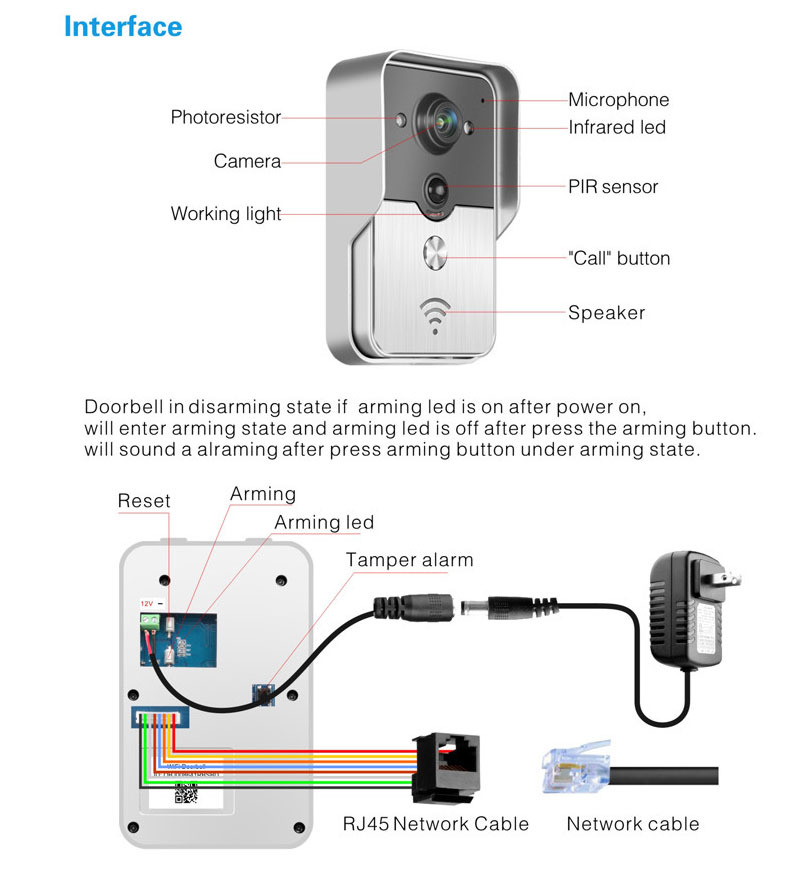 Interface
Photoresistor
Camera
Working light
Microphone
Infrared led
PIR sensor
"Call" button
Speaker
Doorbell in disarming state if arming led is on after power on,
will enter arming state and arming led is off after press the arming button.
will sound a alraming after press arming button under arming state.
Reset
Arming
Arming led
Tamper alarm
12V −
WiFi Doorbell
RJ45 Network Cable
Network cable